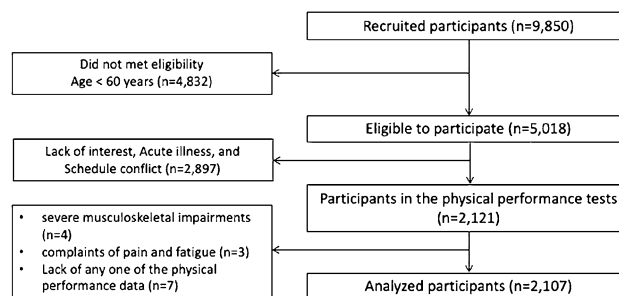 Recruited participants (n=9,850)
Did not met eligibility
Age < 60 years (n=4,832)
Eligible to participate (n=5,018)
Lack of interest, Acute illness, and
Schedule conflict (n=2,897)
Participants in the physical performance tests
(n=2,121)
• severe musculoskeletal impairments
(n=4)
• complaints of pain and fatigue (n=3)
• Lack of any one of the physical
performance data (n=7)
Analyzed participants (n=2,107)